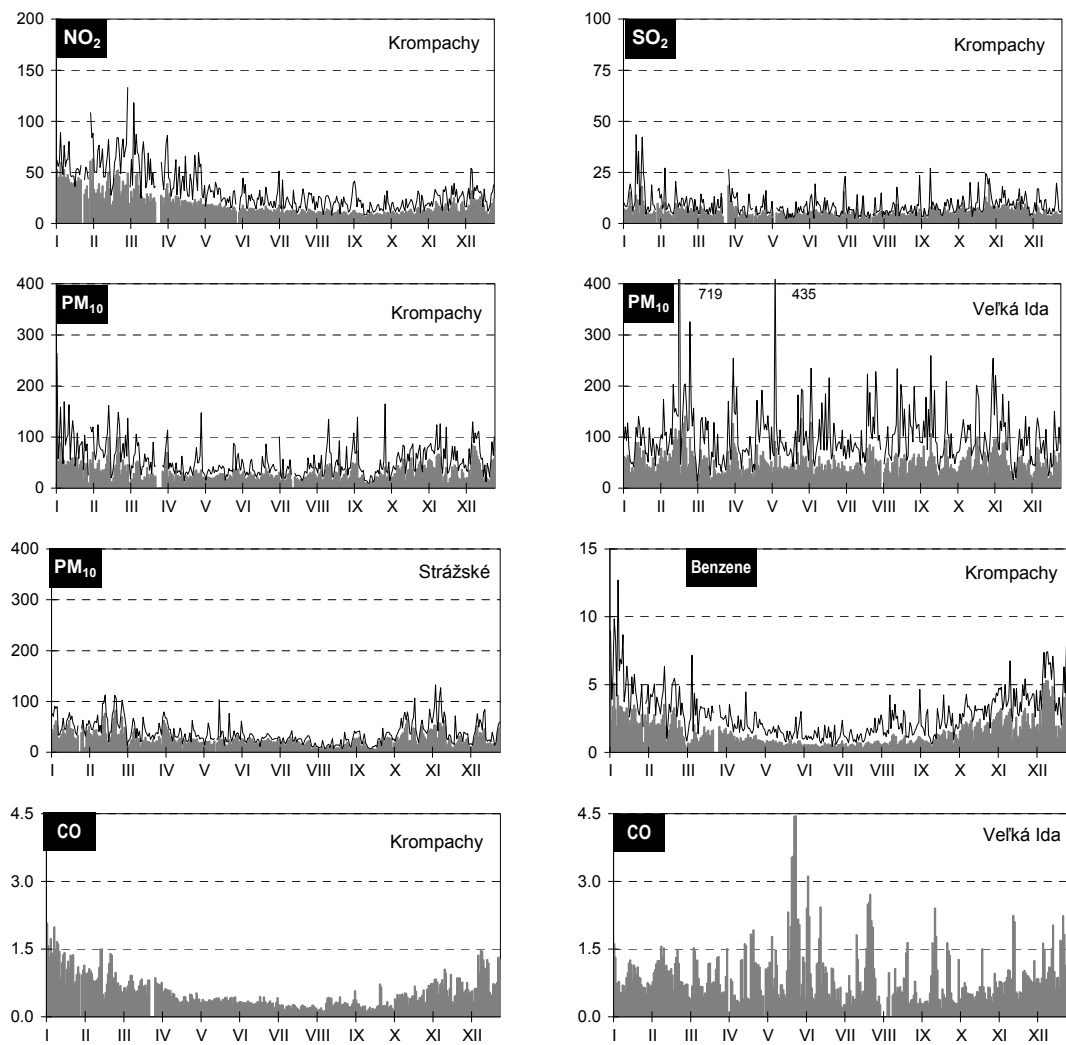 NO₂
Krompachy
200
150
100
50
0
I II III IV V VI VII VIII IX X XI XII
SO₂
Krompachy
100
75
50
25
0
I II III IV V VI VII VIII IX X XI XII
PM₁₀
Krompachy
400
300
200
100
0
I II III IV V VI VII VIII IX X XI XII
PM₁₀
719
435
Veľká Ida
400
300
200
100
0
I II III IV V VI VII VIII IX X XI XII
PM₁₀
Strážské
400
300
200
100
0
I II III IV V VI VII VIII IX X XI XII
Benzene
Krompachy
15
10
5
0
I II III IV V VI VII VIII IX X XI XII
CO
Krompachy
4.5
3.0
1.5
0.0
I II III IV V VI VII VIII IX X XI XII
CO
Veľká Ida
4.5
3.0
1.5
0.0
I II III IV V VI VII VIII IX X XI XII